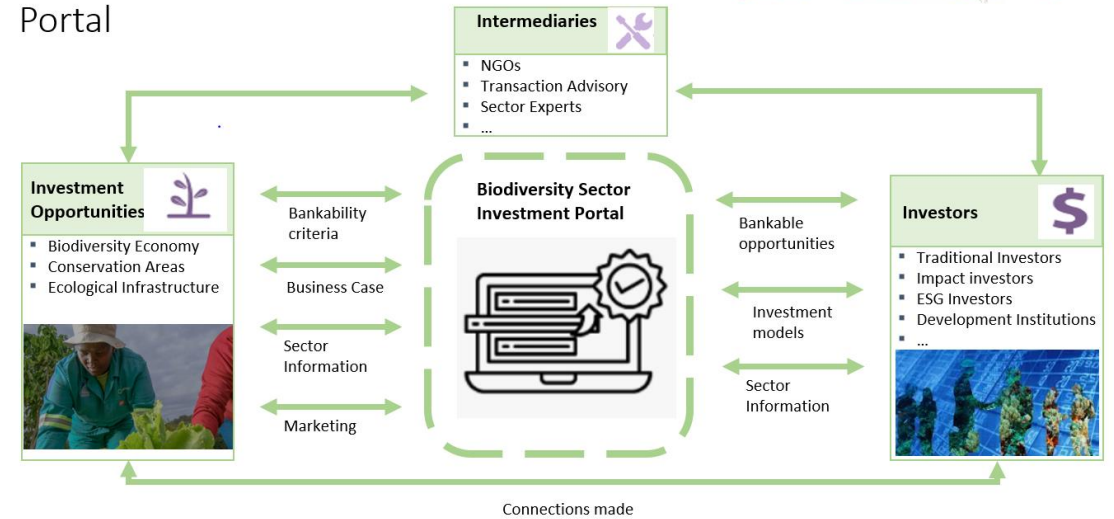 Portal
Intermediaries
NGOs
Transaction Advisory
Sector Experts
...
Investment
Opportunities
Biodiversity Economy
Conservation Areas
Ecological Infrastructure
Bankability
criteria
Business Case
Sector
Information
Marketing
Biodiversity Sector
Investment Portal
Bankable
opportunities
Investment
models
Sector
Information
Investors
$
Traditional Investors
Impact investors
ESG Investors
Development Institutions
...
Connections made